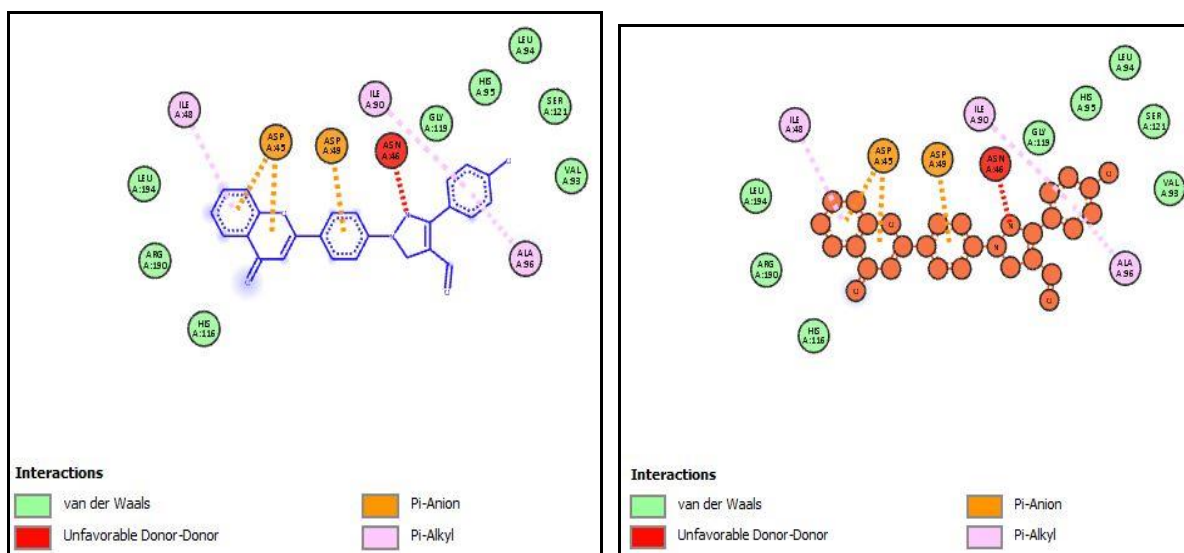 LEU
A:94
ILE
A:90
HIS
A:95
ILE
A:48
SER
A:121
GLY
A:119
ASP
A:45
ASP
A:49
ASN
A:46
VAL
A:93
LEU
A:194
ARG
A:190
ALA
A:96
HIS
A:116
Interactions
van der Waals
Pi-Anion
Unfavorable Donor-Donor
Pi-Alkyl
LEU
A:94
ILE
A:90
HIS
A:95
ILE
A:48
SER
A:121
GLY
A:119
ASP
A:45
ASP
A:49
ASN
A:46
VAL
A:93
LEU
A:194
N
N
ARG
A:190
ALA
A:96
HIS
A:116
Interactions
van der Waals
Pi-Anion
Unfavorable Donor-Donor
Pi-Alkyl